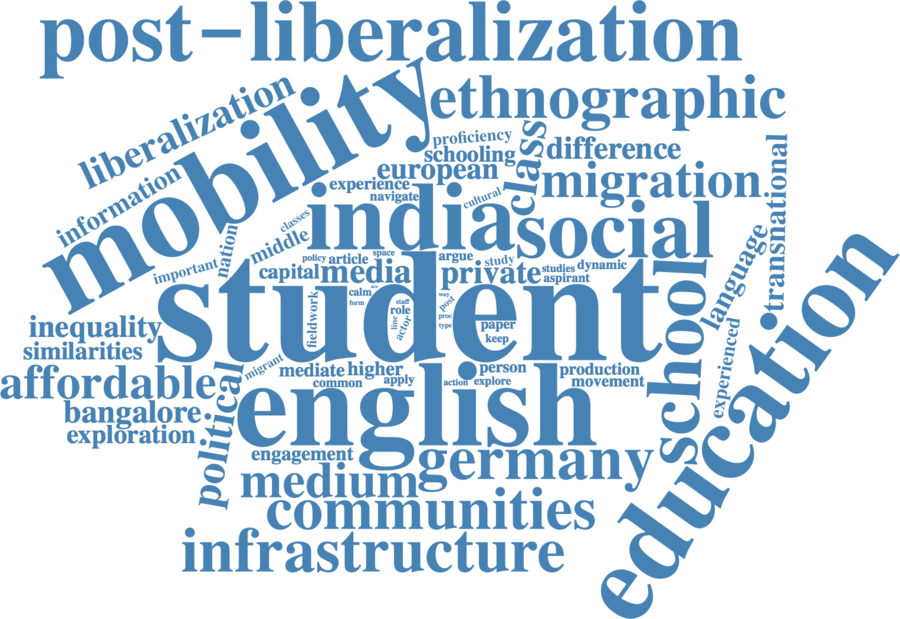 post-liberalization
mobility
ethnographic
liberalization
proficiency
class
schooling
difference
european
migration
transnational
information
experience
navigate
cultural
india
social
classes
middle
nation
important
policy
article
space
argue
study
capital
media
private
studies
dynamic
aspirant
language
student
school
education
fieldwork
calm
form
staff
role
line
actor
way
post
proc
type
paper
keep
inequality
similarities
experienced
affordable
migrant
mediate
higher
person
production
common
apply
action
explore
movement
bangalore
exploration
political
english
engagement
germany
medium
communities
infrastructure